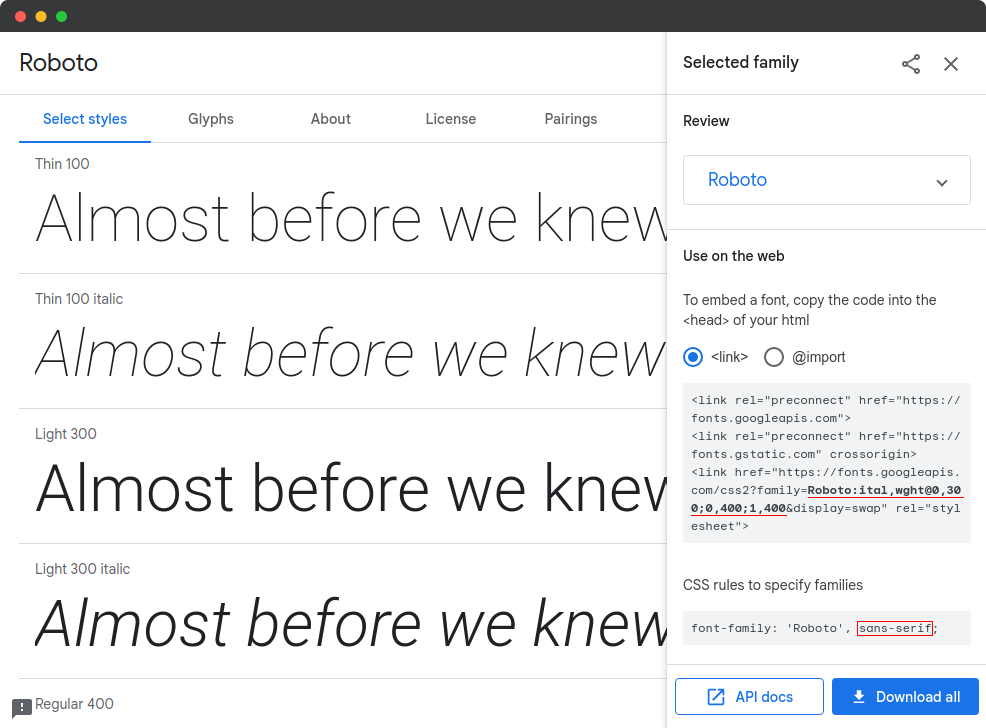 Roboto
Select styles
Glyphs
About
License
Pairings
Thin 100
Almost before we knew
Thin 100 italic
Almost before we knew
Light 300
Almost before we knew
Light 300 italic
Almost before we knew
Regular 400
Selected family
Review
Roboto
Use on the web
To embed a font, copy the code into the
<head> of your html
<link>
@import
<link rel="preconnect" href="https://
fonts.googleapis.com">
<link rel="preconnect" href="https://
fonts.gstatic.com" crossorigin>
<link href="https://fonts.googleapis.
com/css2?family=Roboto:ital,wght@0,30
0;0,400;1,400&display=swap" rel="styl
esheet">
CSS rules to specify families
font-family: 'Roboto', sans-serif;
API docs
Download all